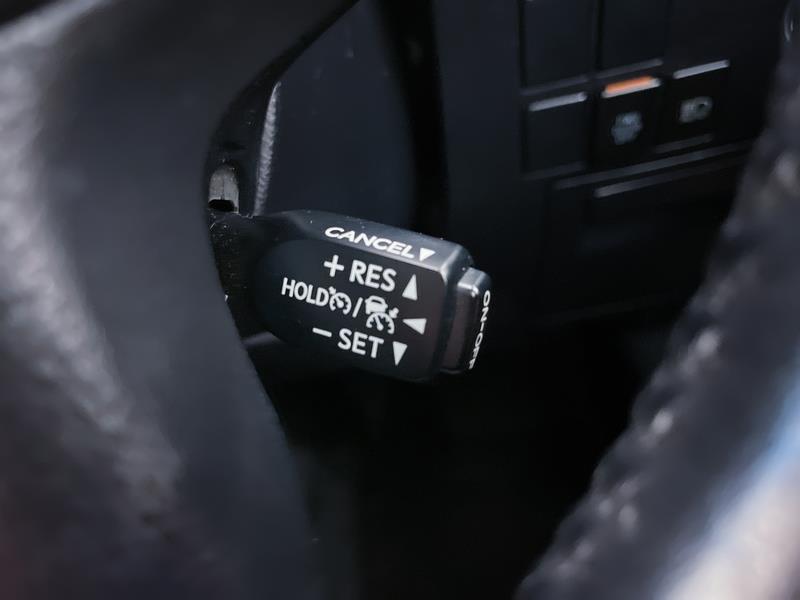 CANCEL▼
+ RES ▲
HOLD / ◀
− SET ▼
ON-OFF